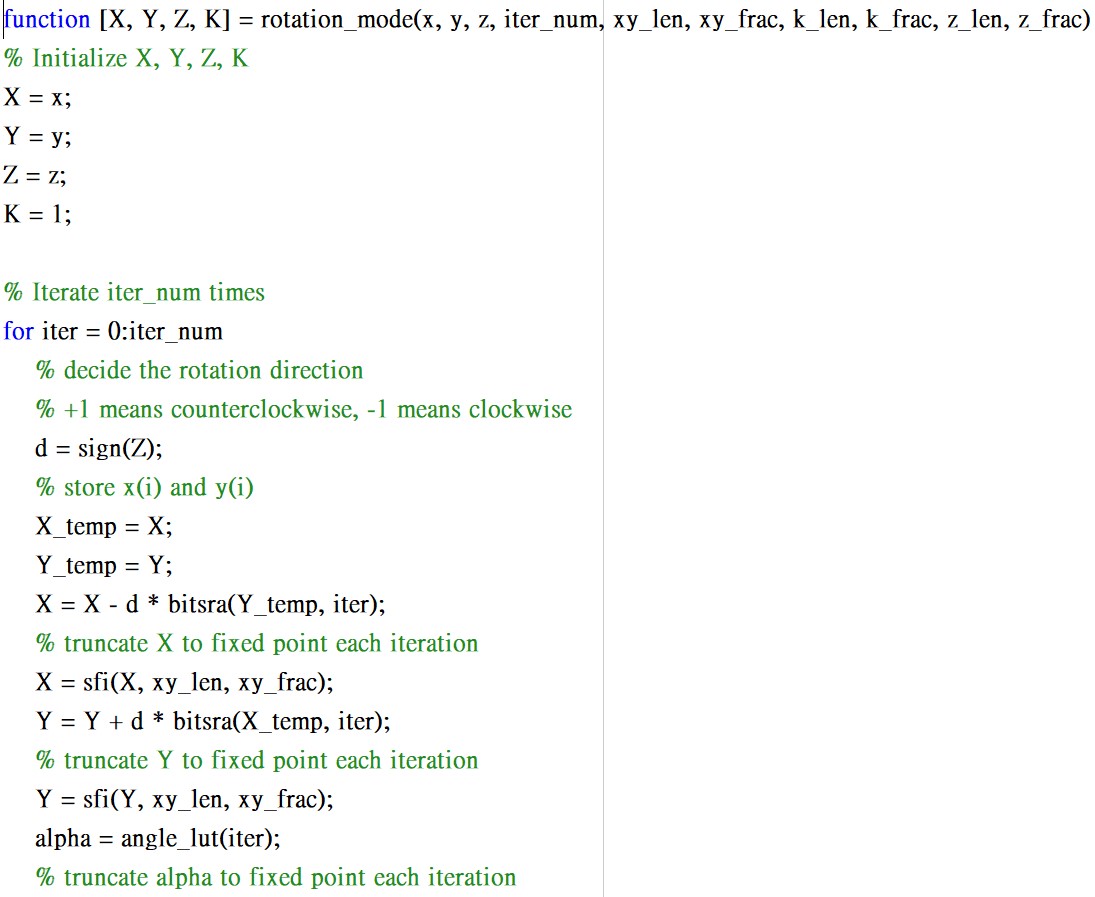 function [X, Y, Z, K] = rotation_mode(x, y, z, iter_num, xy_len, xy_frac, k_len, k_frac, z_len, z_frac)
% Initialize X, Y, Z, K
X = x;
Y = y;
Z = z;
K = 1;
% Iterate iter_num times
for iter = 0:iter_num
% decide the rotation direction
% +1 means counterclockwise, -1 means clockwise
d = sign(Z);
% store x(i) and y(i)
X_temp = X;
Y_temp = Y;
X = X - d * bitsra(Y_temp, iter);
% truncate X to fixed point each iteration
X = sfi(X, xy_len, xy_frac);
Y = Y + d * bitsra(X_temp, iter);
% truncate Y to fixed point each iteration
Y = sfi(Y, xy_len, xy_frac);
alpha = angle_lut(iter);
% truncate alpha to fixed point each iteration